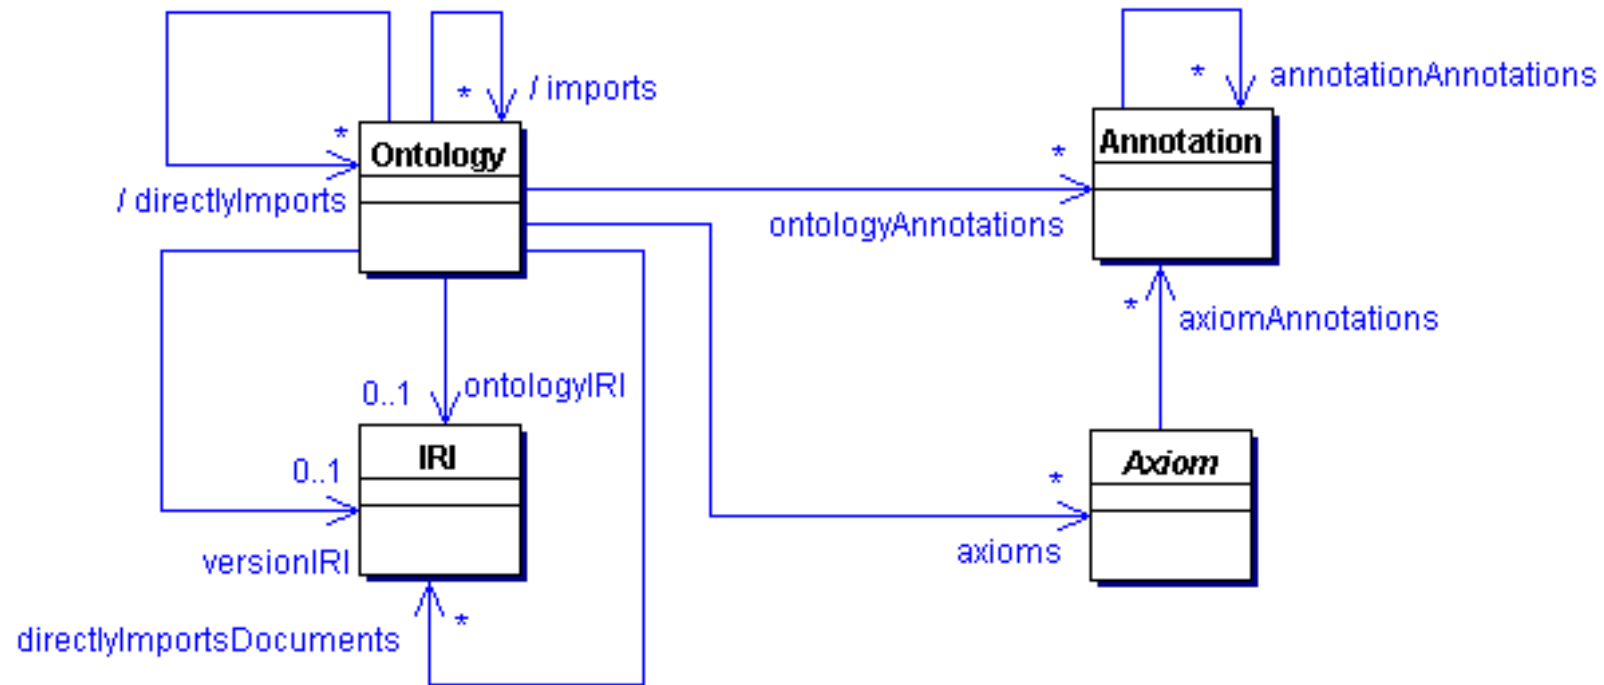 * / imports
* annotationAnnotations
*
Ontology
Annotation
/ directlyImports
*
ontologyAnnotations
* axiomAnnotations
0..1 ontologyIRI
IRI
Axiom
0..1
*
versionIRI
axioms
*
directlyImportsDocuments